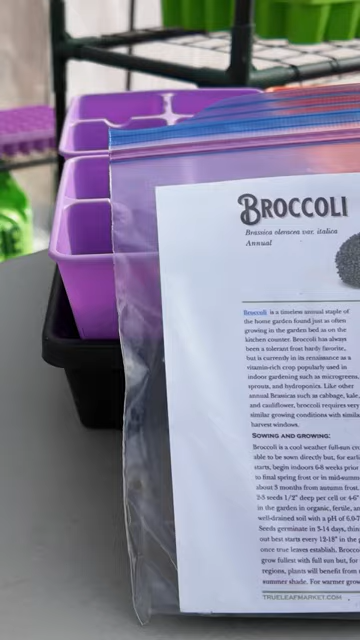 BROCCOLI
Brassica oleracea var. italica
Annual
Broccoli is a timeless annual staple of
the home garden found just as often
growing in the garden bed as on the
kitchen counter. Broccoli has always
been a tolerant frost hardy favorite,
but is currently in its renaissance as a
vitamin-rich crop popularly used in
indoor gardening such as microgreens,
sprouts, and hydroponics. Like other
annual Brassicas such as cabbage, kale,
and cauliflower, broccoli requires very
similar growing conditions with simila
harvest windows.
SOWING AND GROWING:
Broccoli is a cool weather full-sun cr
able to be sown directly but, for earli
starts, begin indoors 6-8 weeks prior
to final spring frost or in mid-summ
about 3 months from autumn frost.
2-3 seeds 1/2" deep per cell or 4-6"
in the garden in organic, fertile, an
well-drained soil with a pH of 6.0-7
Seeds germinate in 5-14 days, thin
out best starts every 12-18" in the g
once true leaves establish. Brocco
grow fullest with full sun but, for
regions, plants will benefit from
summer shade. For warmer grow
TRUELEAFMARKET.COM